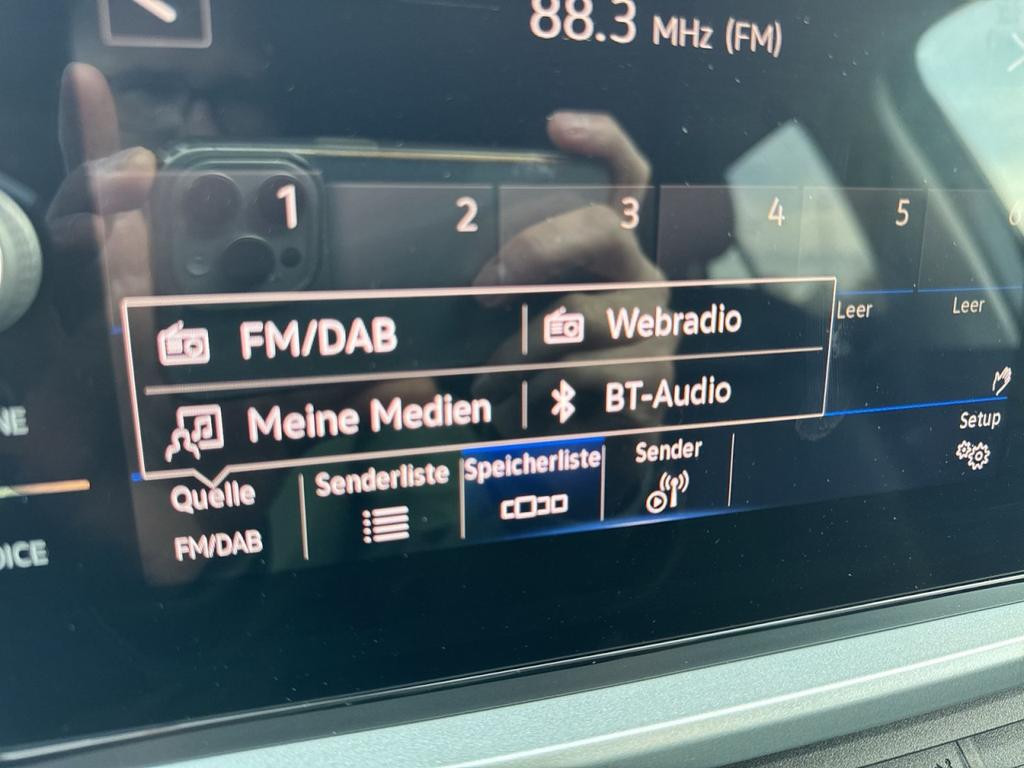 88.3 MHz (FM)
1 2 3 4 5 6
FM/DAB Webradio
Leer Leer
Meine Medien BT-Audio
Quelle Senderliste Speicherliste Sender Setup
FM/DAB